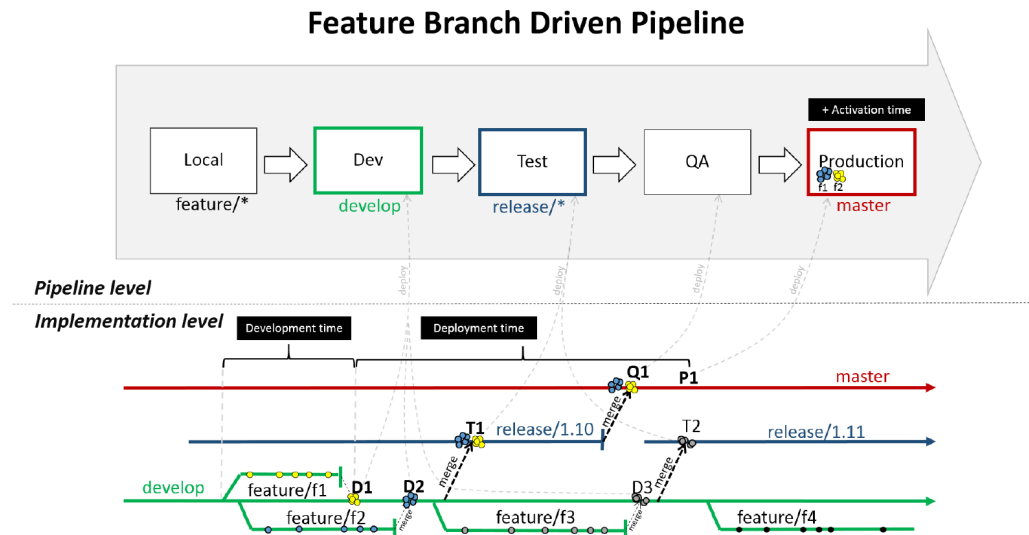 Feature Branch Driven Pipeline
+ Activation time
Local
Dev
Test
QA
Production
f1 f2
feature/*
develop
release/*
master
deploy
deploy
deploy
deploy
Pipeline level
Implementation level
Development time
Deployment time
Q1
P1
master
merge
T1
release/1.10
T2
release/1.11
merge
merge
develop
feature/f1
D1
D2
D3
feature/f2
merge
feature/f3
merge
feature/f4